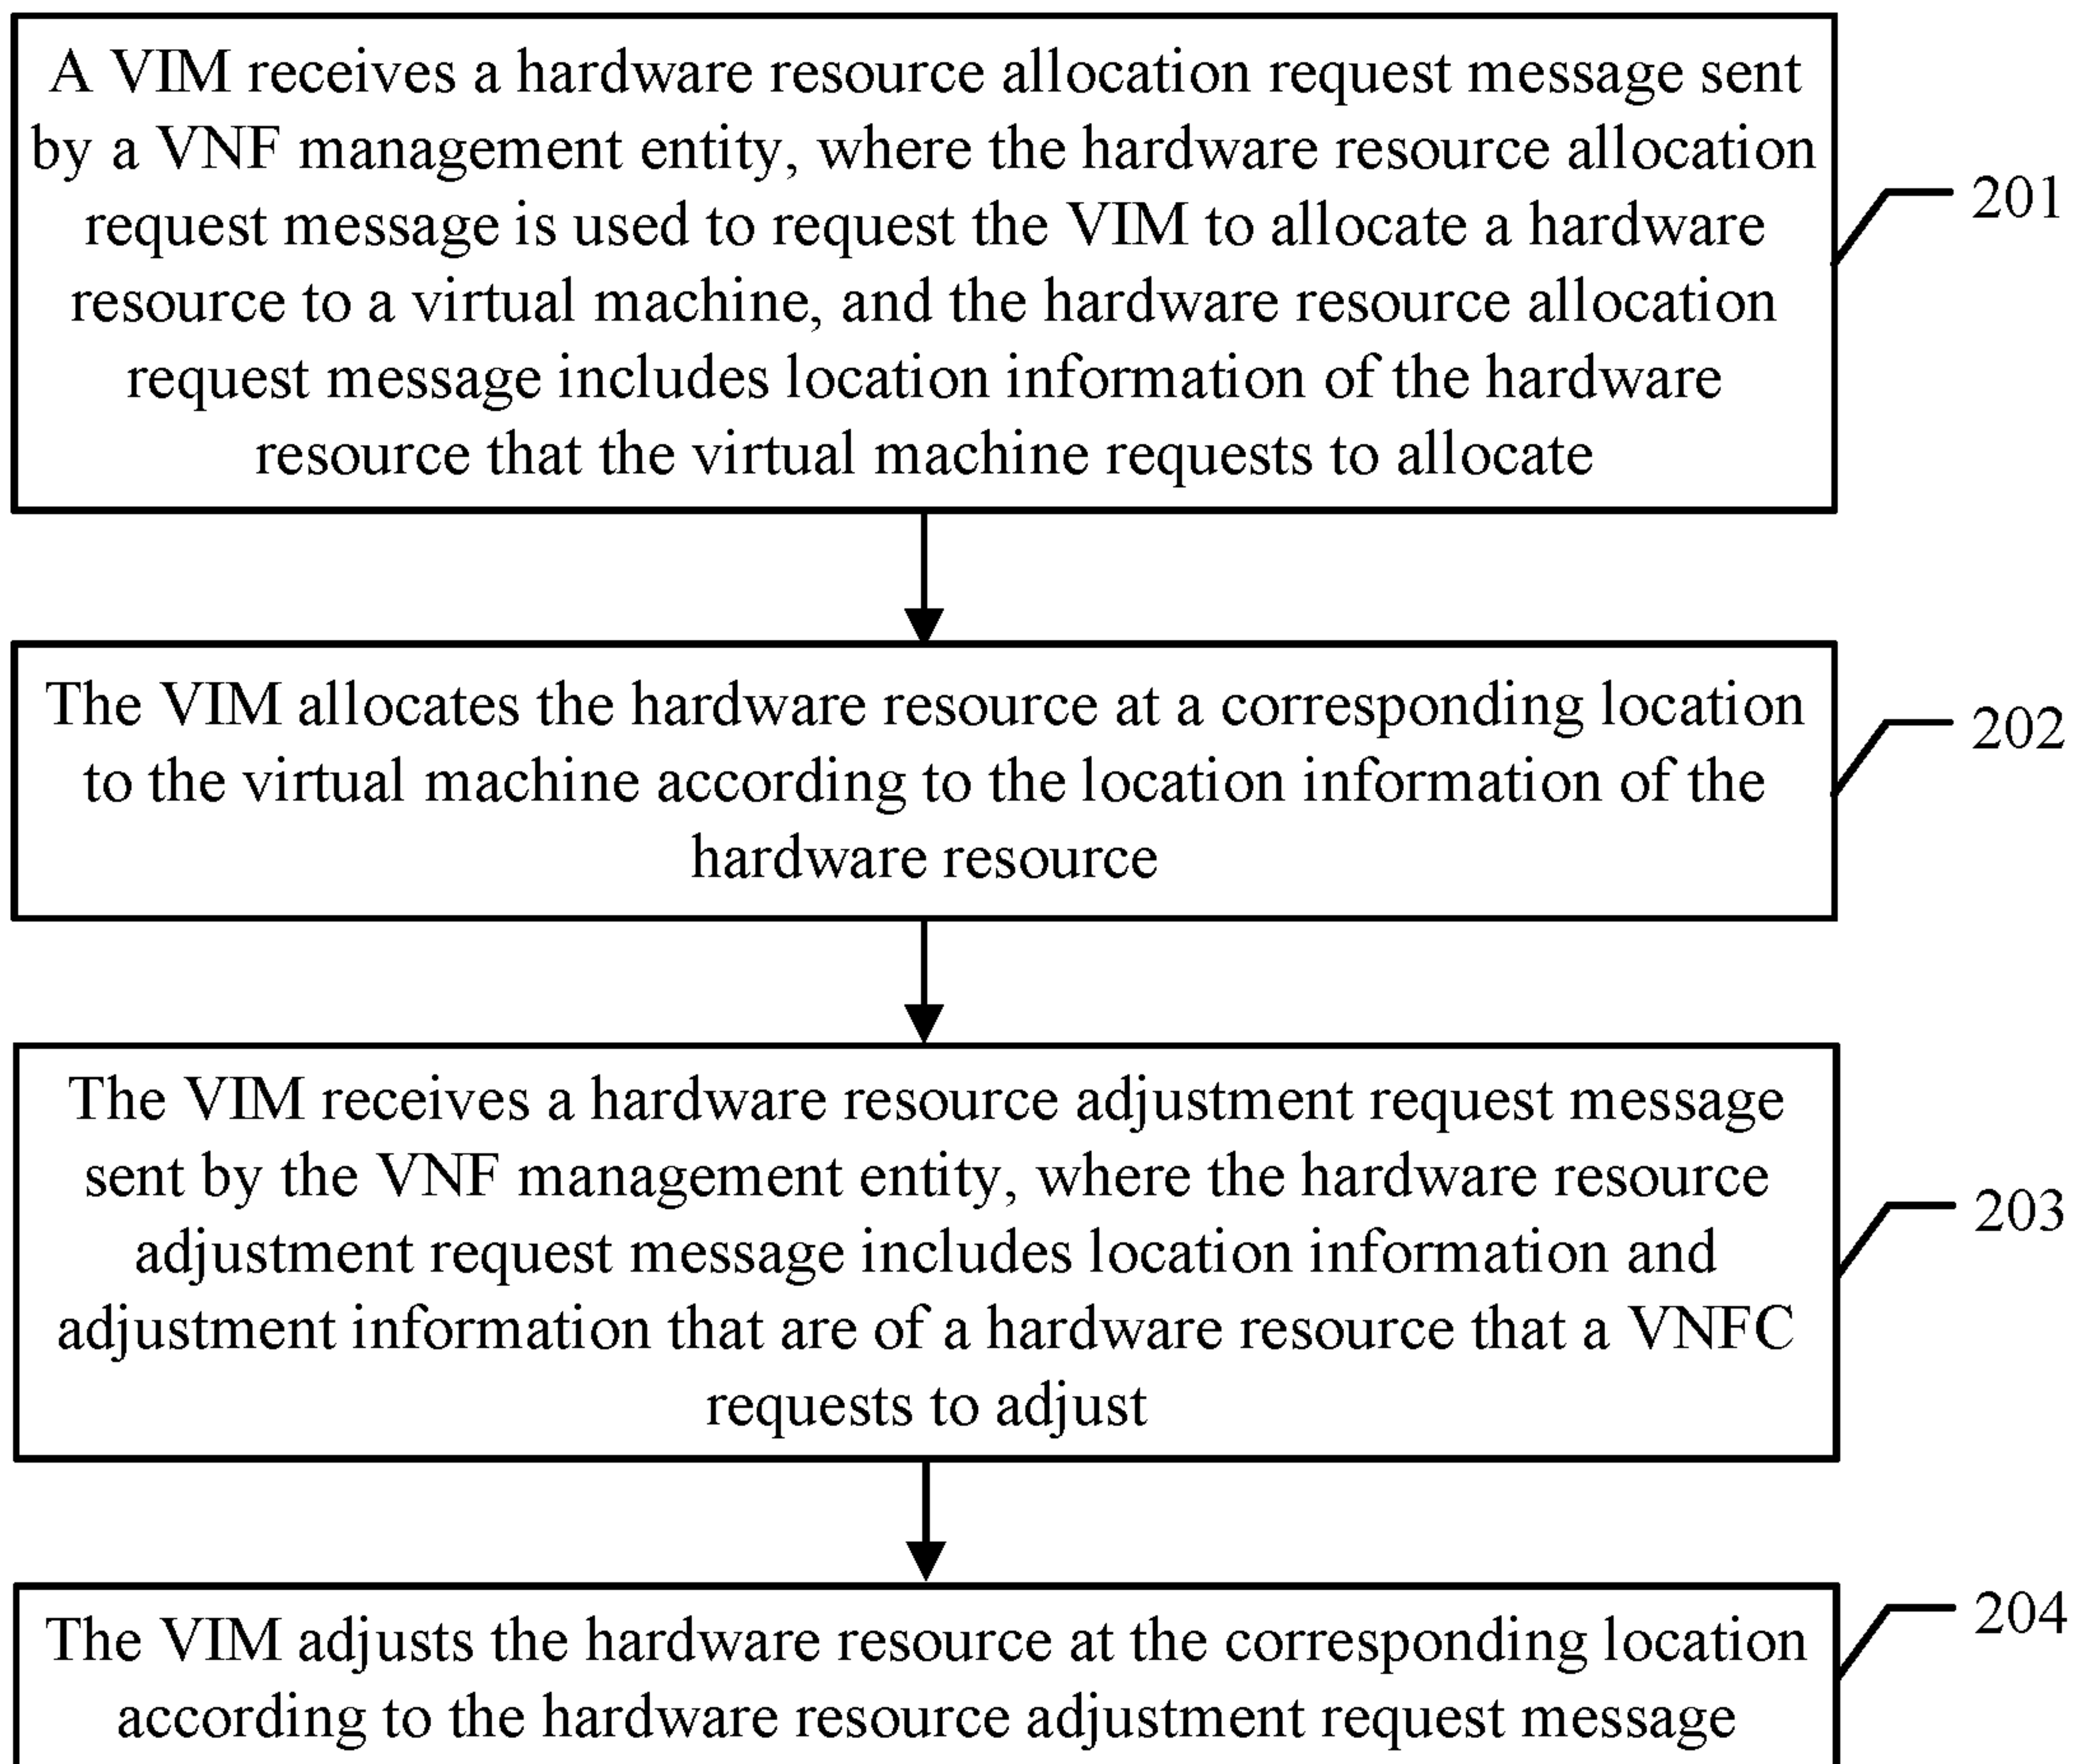 A VIM receives a hardware resource allocation request message sent
by a VNF management entity, where the hardware resource allocation
request message is used to request the VIM to allocate a hardware
resource to a virtual machine, and the hardware resource allocation
request message includes location information of the hardware
resource that the virtual machine requests to allocate
201
The VIM allocates the hardware resource at a corresponding location
to the virtual machine according to the location information of the
hardware resource
202
The VIM receives a hardware resource adjustment request message
sent by the VNF management entity, where the hardware resource
adjustment request message includes location information and
adjustment information that are of a hardware resource that a VNFC
requests to adjust
203
The VIM adjusts the hardware resource at the corresponding location
according to the hardware resource adjustment request message
204